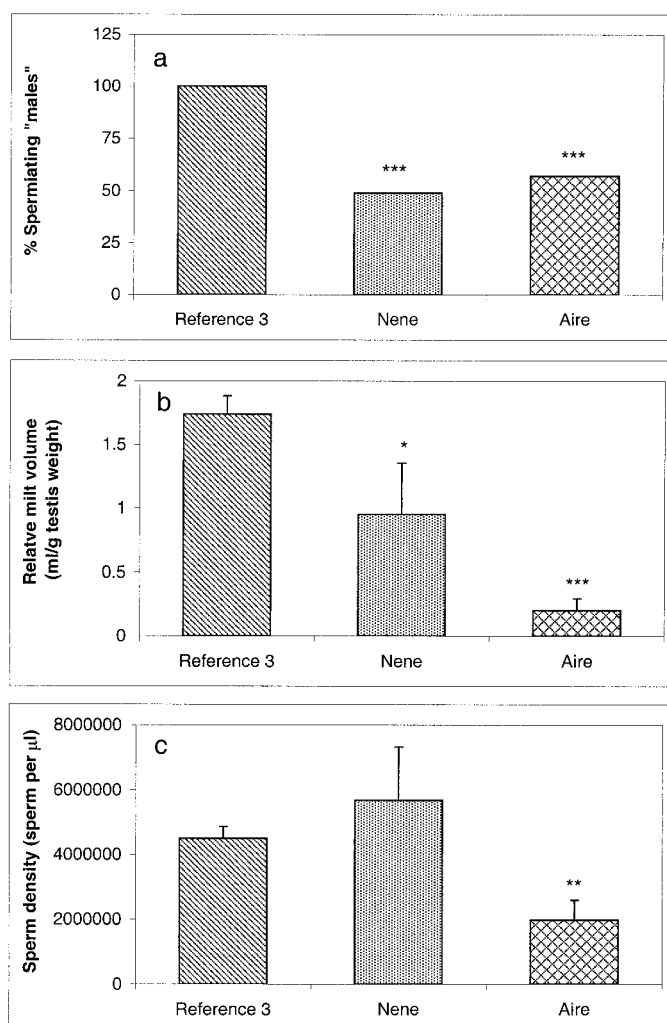 125
a
100
75
50
25
0
% Spermiating "males"
***
***
Reference 3 Nene Aire
2
b
1.5
1
0.5
0
Relatve milt volume
(ml/g testis weight)
*
***
Reference 3 Nene Aire
8000000
c
6000000
4000000
2000000
0
Sperm density (sperm per µl)
**
Reference 3 Nene Aire